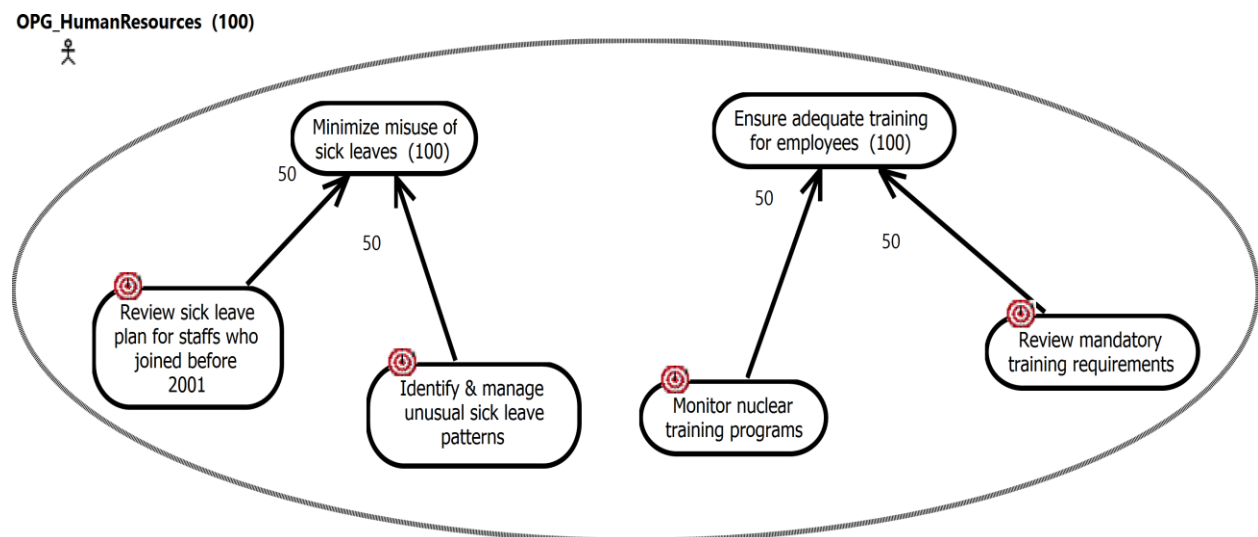 OPG_HumanResources (100)
Minimize misuse of
sick leaves (100)
Ensure adequate training
for employees (100)
50
50
50
50
Review sick leave
plan for staffs who
joined before
2001
Identify & manage
unusual sick leave
patterns
Monitor nuclear
training programs
Review mandatory
training requirements